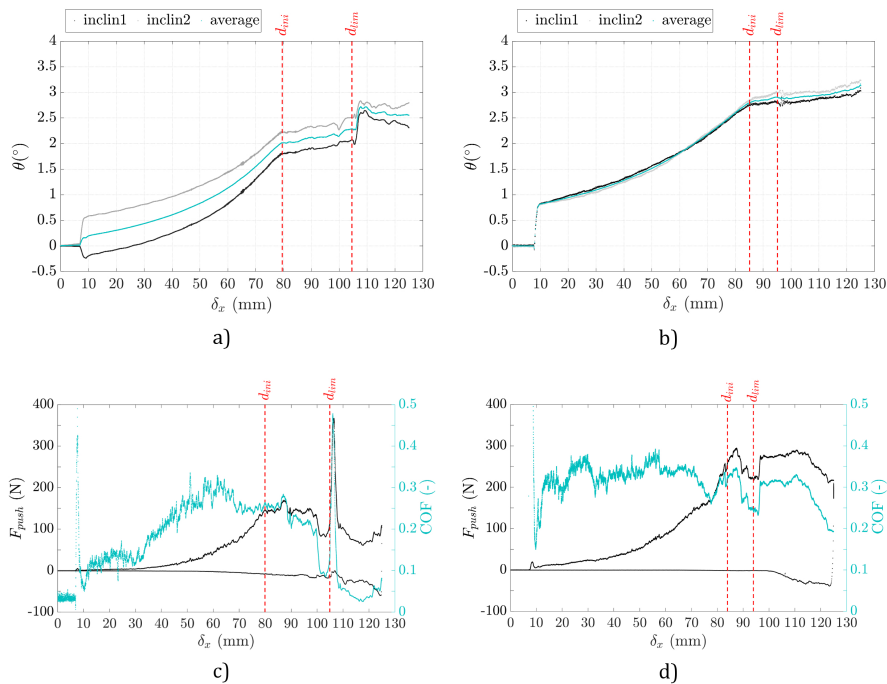 inclin1 inclin2 average
d_ini d_lim
4
3.5
3
2.5
2
1.5
1
0.5
0
-0.5
θ(°)
0 10 20 30 40 50 60 70 80 90 100 110 120 130
δ_x (mm)
a)
inclin1 inclin2 average
d_ini d_lim
4
3.5
3
2.5
2
1.5
1
0.5
0
-0.5
θ(°)
0 10 20 30 40 50 60 70 80 90 100 110 120 130
δ_x (mm)
b)
d_ini d_lim
400
300
200
100
0
-100
F_push (N)
0.5
0.4
0.3
0.2
0.1
0
COF (-)
0 10 20 30 40 50 60 70 80 90 100 110 120 130
δ_x (mm)
c)
d_ini d_lim
400
300
200
100
0
-100
F_push (N)
0.5
0.4
0.3
0.2
0.1
0
COF (-)
0 10 20 30 40 50 60 70 80 90 100 110 120 130
δ_x (mm)
d)